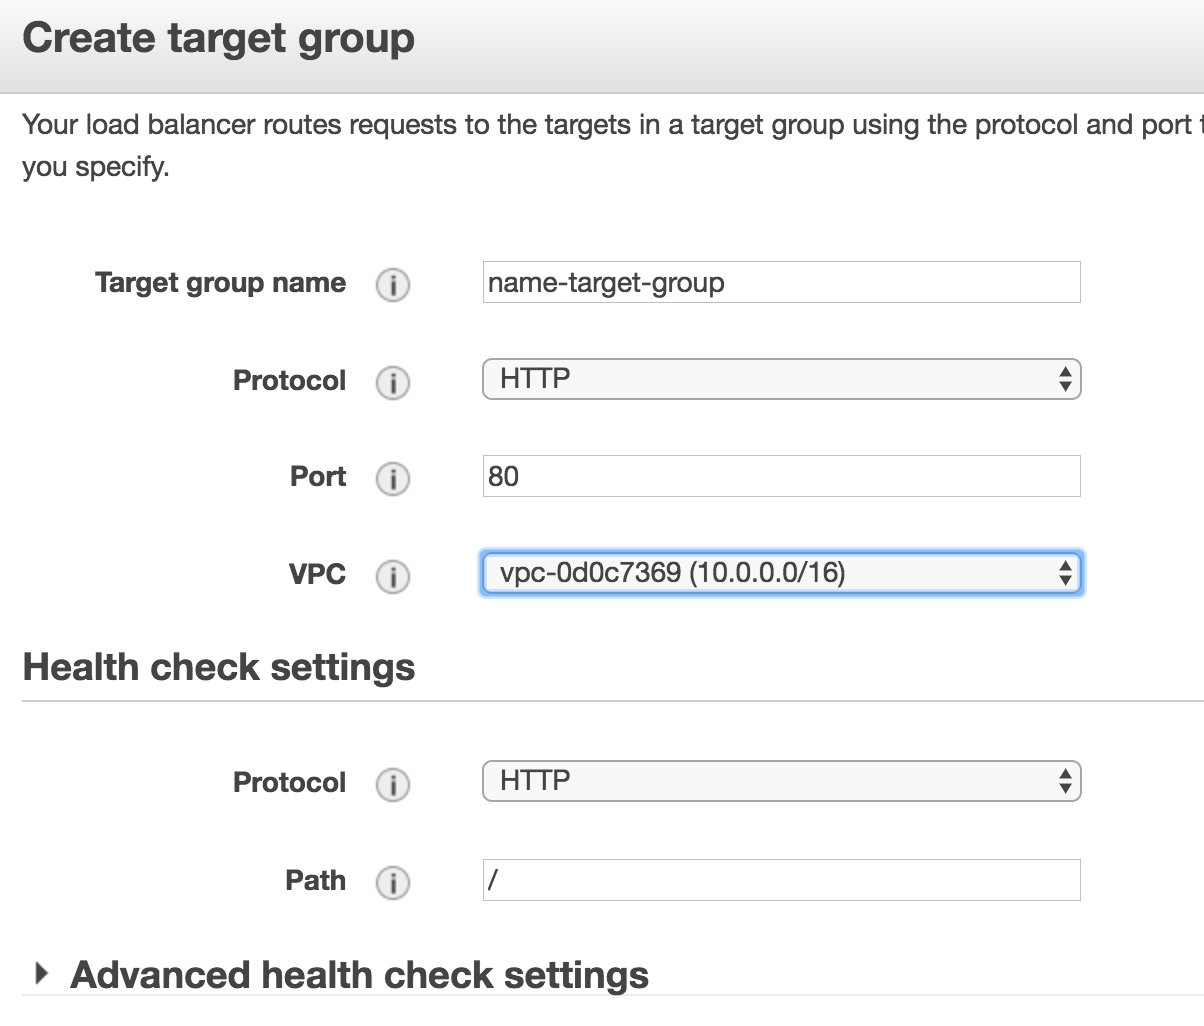 Create target group
Your load balancer routes requests to the targets in a target group using the protocol and port
you specify.
Target group name i name-target-group
Protocol i HTTP
Port i 80
VPC i vpc-0d0c7369 (10.0.0.0/16)
Health check settings
Protocol i HTTP
Path i /
Advanced health check settings